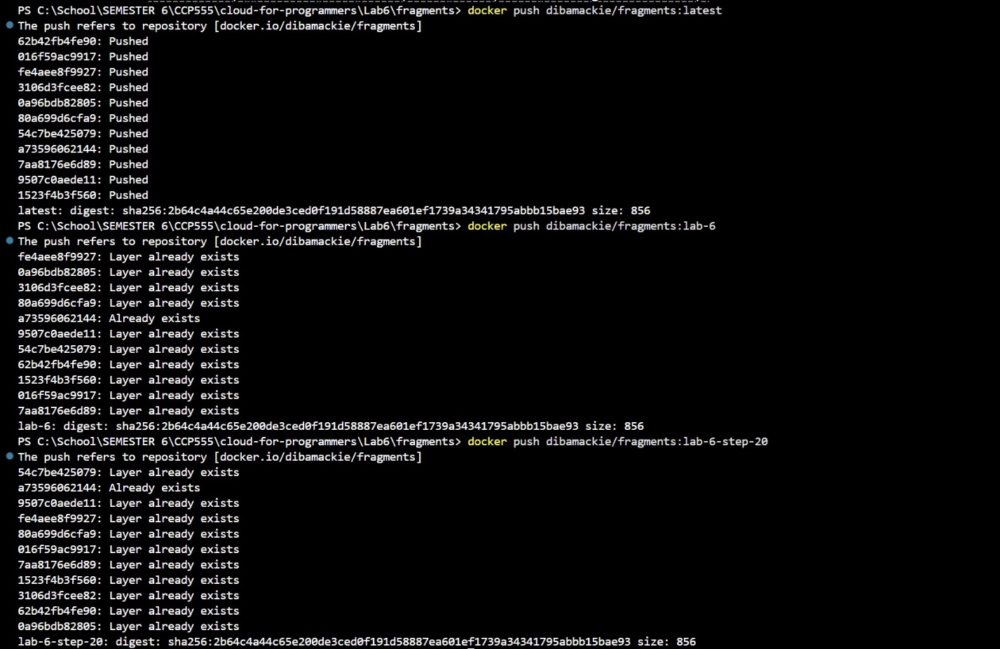 PS C:\School\SEMESTER 6\CCP555\cloud-for-programmers\Lab6\fragments> docker push dibamackie/fragments:latest
The push refers to repository [docker.io/dibamackie/fragments]
62b42fb4fe90: Pushed
016f59ac9917: Pushed
fe4aee8f9927: Pushed
3106d3fcee82: Pushed
0a96bdb82805: Pushed
80a699d6cfa9: Pushed
54c7be425079: Pushed
a73596062144: Pushed
7aa8176e6d89: Pushed
9507c0aede11: Pushed
1523f4b3f560: Pushed
latest: digest: sha256:2b64c4a44c65e200de3ced0f191d58887ea601ef1739a34341795abbb15bae93 size: 856
PS C:\School\SEMESTER 6\CCP555\cloud-for-programmers\Lab6\fragments> docker push dibamackie/fragments:lab-6
The push refers to repository [docker.io/dibamackie/fragments]
fe4aee8f9927: Layer already exists
0a96bdb82805: Layer already exists
3106d3fcee82: Layer already exists
80a699d6cfa9: Layer already exists
a73596062144: Already exists
9507c0aede11: Layer already exists
54c7be425079: Layer already exists
62b42fb4fe90: Layer already exists
1523f4b3f560: Layer already exists
016f59ac9917: Layer already exists
7aa8176e6d89: Layer already exists
lab-6: digest: sha256:2b64c4a44c65e200de3ced0f191d58887ea601ef1739a34341795abbb15bae93 size: 856
PS C:\School\SEMESTER 6\CCP555\cloud-for-programmers\Lab6\fragments> docker push dibamackie/fragments:lab-6-step-20
The push refers to repository [docker.io/dibamackie/fragments]
54c7be425079: Layer already exists
a73596062144: Already exists
9507c0aede11: Layer already exists
fe4aee8f9927: Layer already exists
80a699d6cfa9: Layer already exists
016f59ac9917: Layer already exists
7aa8176e6d89: Layer already exists
1523f4b3f560: Layer already exists
3106d3fcee82: Layer already exists
62b42fb4fe90: Layer already exists
0a96bdb82805: Layer already exists
lab-6-step-20: digest: sha256:2b64c4a44c65e200de3ced0f191d58887ea601ef1739a34341795abbb15bae93 size: 856